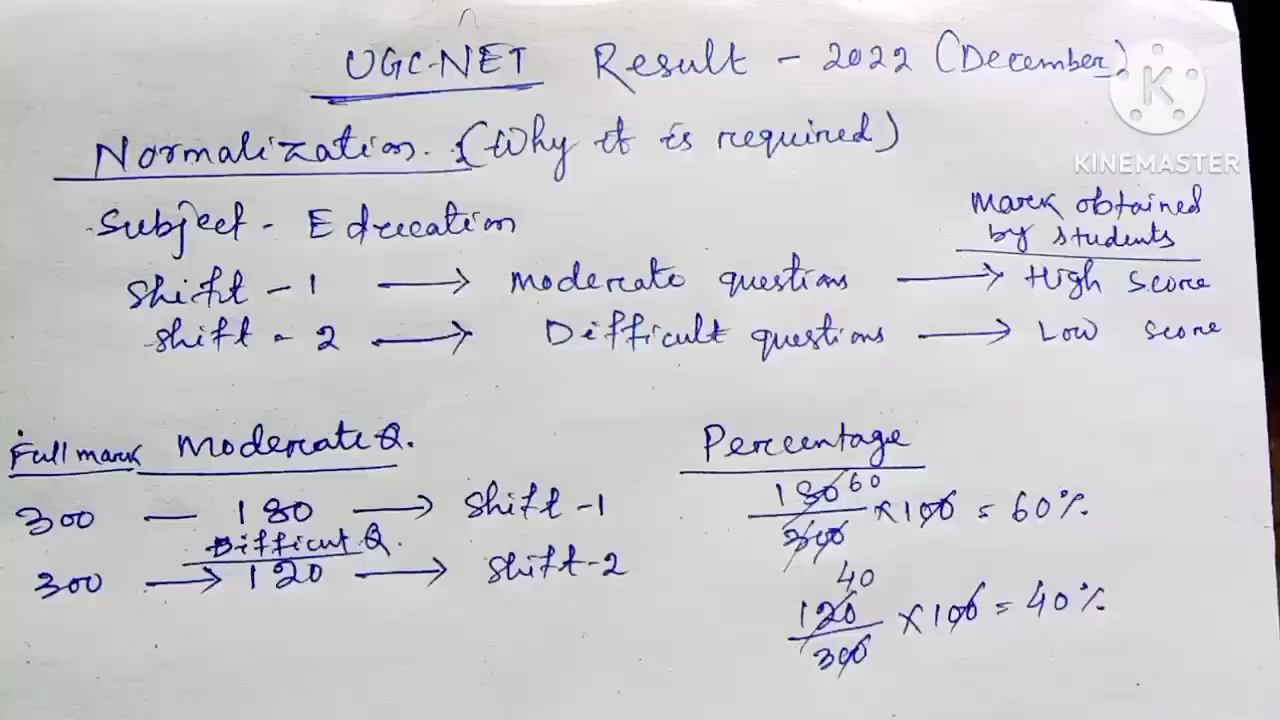 UGC-NET Result - 2022 (December)
K
KINEMASTER
Normalization. (Why it is required)
Subject - Education
Mark obtained
by students
Shift - 1 → Moderate questions → High score
Shift - 2 → Difficult questions → Low score
Full mark Moderate Q.
300 — 180 → Shift -1
Difficut Q.
300 → 120 → Shift-2
Percentage
180 60
300 × 100 = 60%
40
120
300 × 100 = 40%